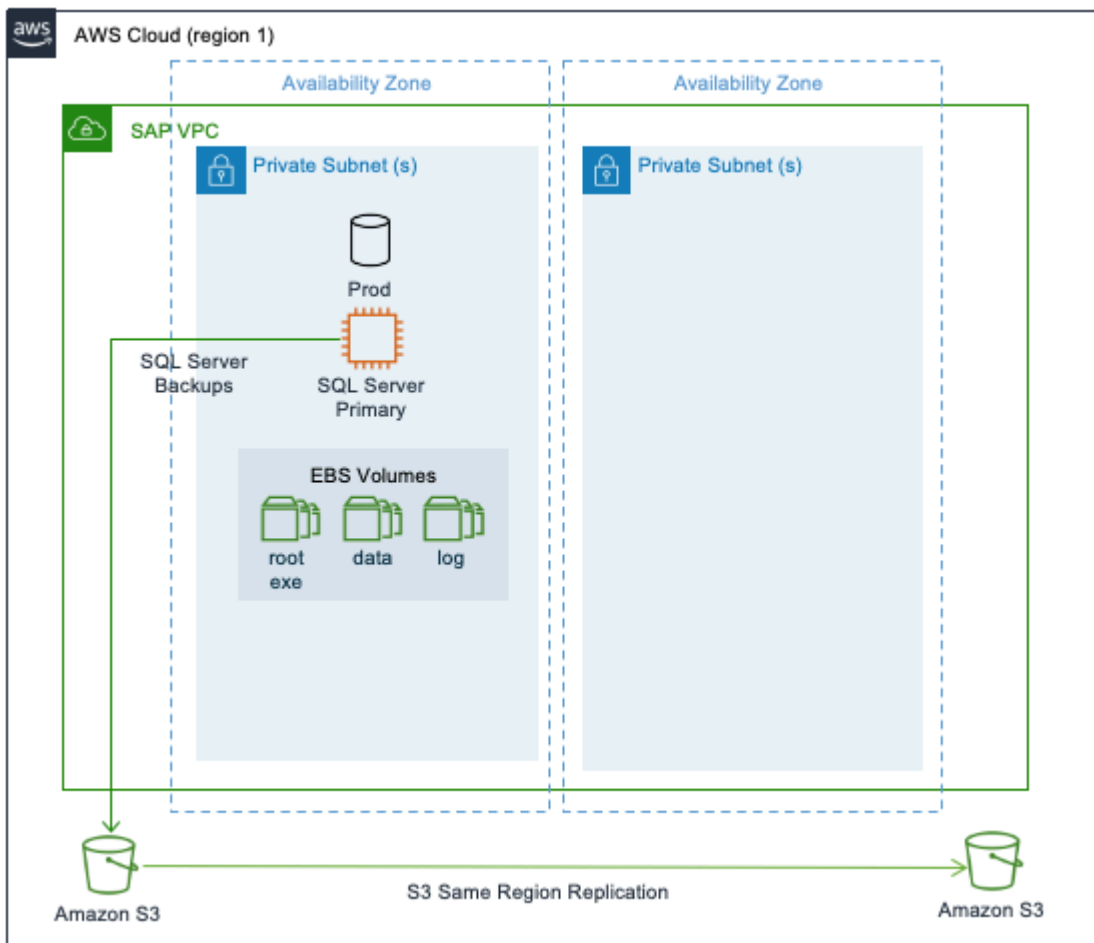 aws
AWS Cloud (region 1)
Availability Zone
Availability Zone
SAP VPC
Private Subnet (s)
Private Subnet (s)
Prod
SQL Server
Backups
SQL Server
Primary
EBS Volumes
root
exe
data
log
S3 Same Region Replication
Amazon S3
Amazon S3